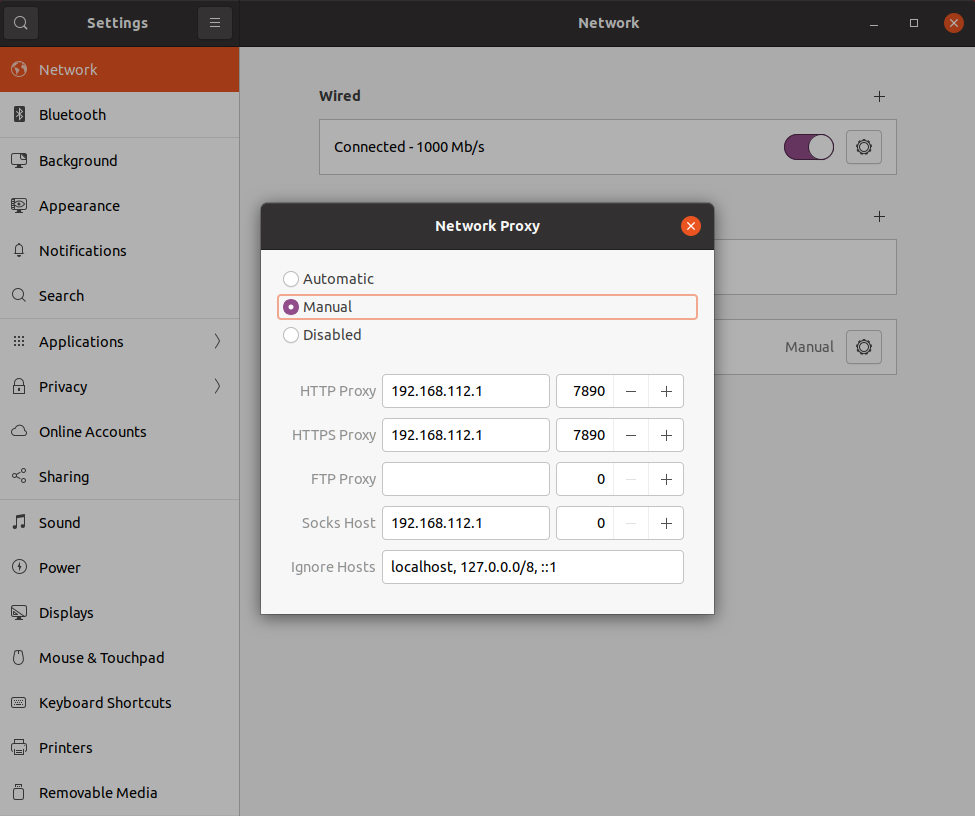 Settings
Network
Network
Bluetooth
Background
Appearance
Notifications
Search
Applications
Privacy
Online Accounts
Sharing
Sound
Power
Displays
Mouse & Touchpad
Keyboard Shortcuts
Printers
Removable Media
Wired
Connected - 1000 Mb/s
Manual
Network Proxy
Automatic
Manual
Disabled
HTTP Proxy 192.168.112.1 7890 − +
HTTPS Proxy 192.168.112.1 7890 − +
FTP Proxy 0 − +
Socks Host 192.168.112.1 0 − +
Ignore Hosts localhost, 127.0.0.0/8, ::1